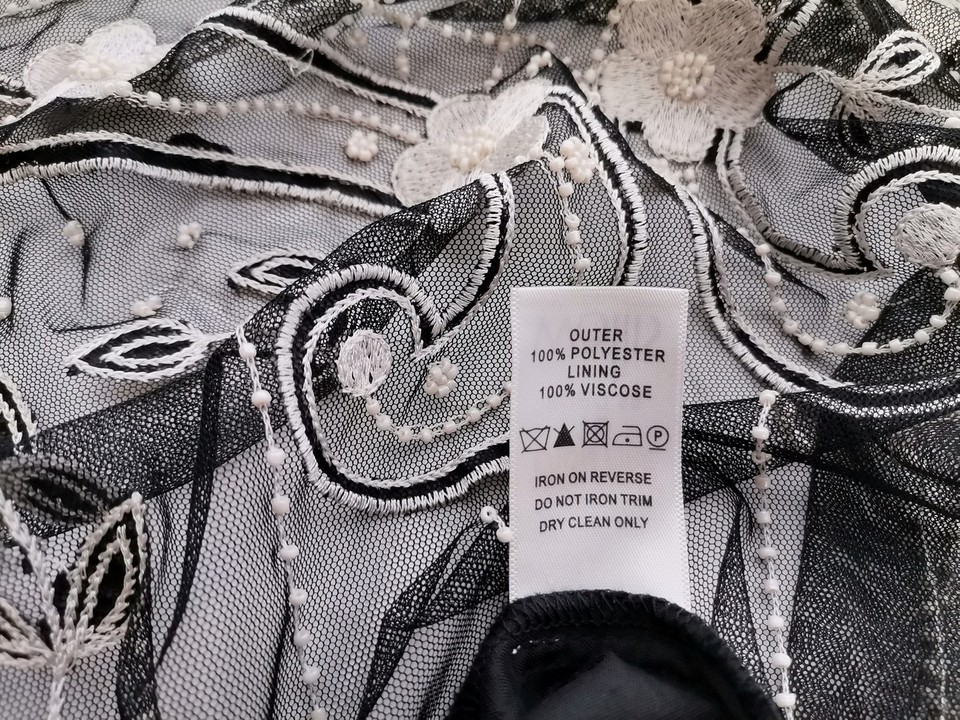 OUTER
100% POLYESTER
LINING
100% VISCOSE
P
IRON ON REVERSE
DO NOT IRON TRIM
DRY CLEAN ONLY